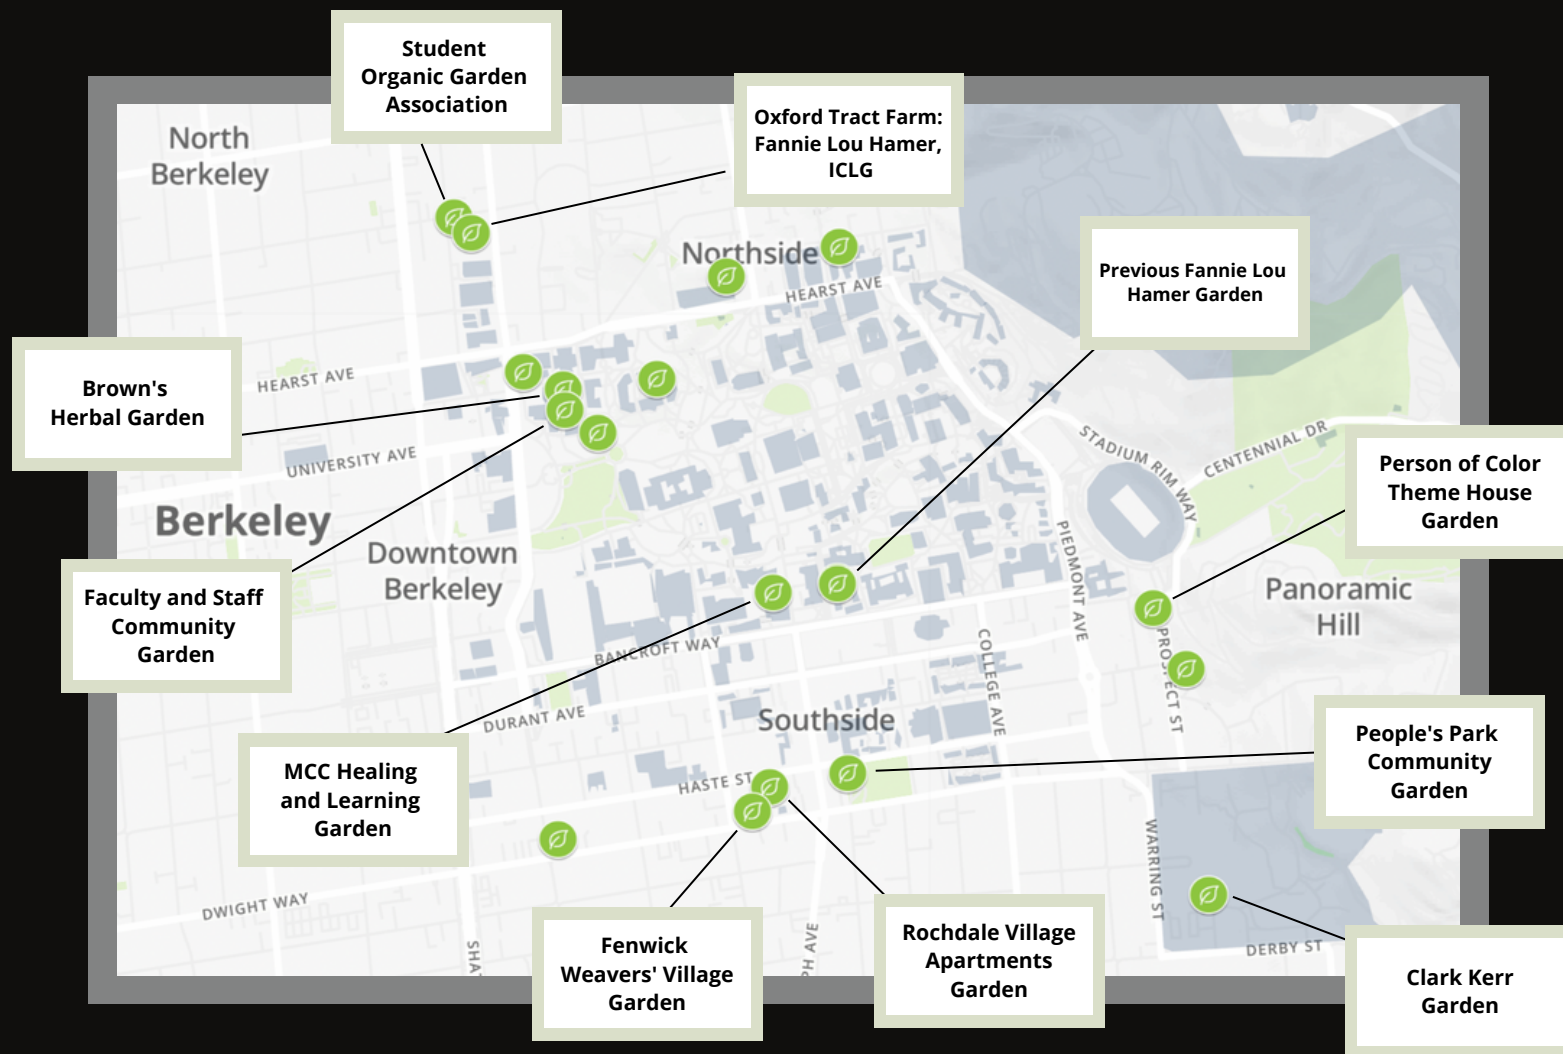 Student
Organic Garden
Association
Oxford Tract Farm:
Fannie Lou Hamer,
ICLG
North
Berkeley
Northside
HEARST AVE
Previous Fannie Lou
Hamer Garden
Brown's
Herbal Garden
HEARST AVE
UNIVERSITY AVE
STADIUM RIM WAY
CENTENNIAL DR
Person of Color
Theme House
Garden
Berkeley
Downtown
Berkeley
PIEDMONT AVE
Panoramic
Hill
Faculty and Staff
Community
Garden
BANCROFT WAY
COLLEGE AVE
PROSPECT ST
DURANT AVE
Southside
People's Park
Community
Garden
MCC Healing
and Learning
Garden
HASTE ST
WARRING ST
DWIGHT WAY
SHA
PH AVE
DERBY ST
Fenwick
Weavers' Village
Garden
Rochdale Village
Apartments
Garden
Clark Kerr
Garden